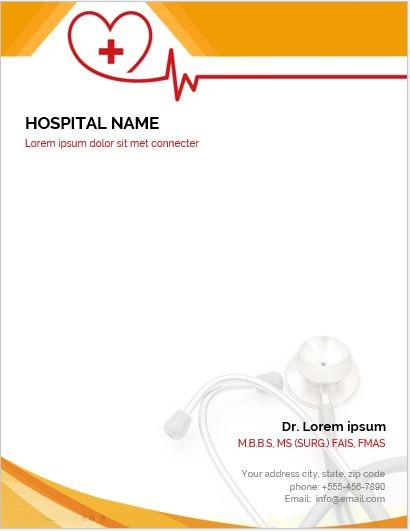 HOSPITAL NAME
Lorem ipsum dolor sit met connecter
Dr. Lorem ipsum
M.B.B.S, MS (SURG.) FAIS, FMAS
Your address city, state, zip code
phone: +555-456-7890
Email: info@email.com